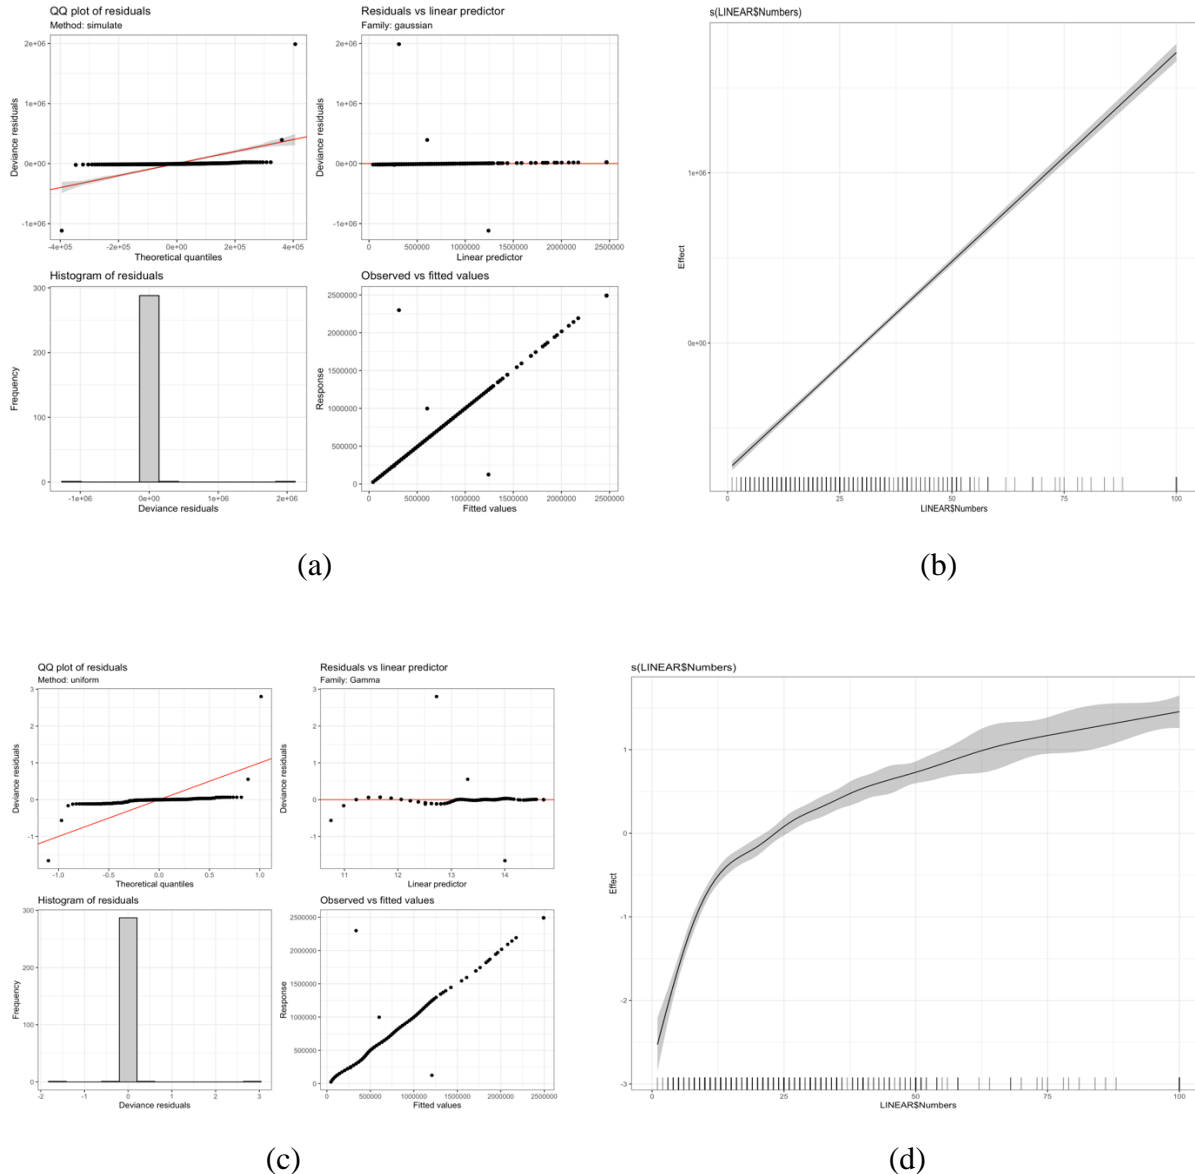 QQ plot of residuals
Method: simulate
2e+06
1e+06
0e+00
-1e+06
Deviance residuals
-4e+05 -2e+05 0e+00 2e+05 4e+05
Theoretical quantiles
Residuals vs linear predictor
Family: gaussian
2e+06
1e+06
0e+00
-1e+06
Deviance residuals
0 500000 1000000 1500000 2000000 2500000
Linear predictor
Histogram of residuals
300
200
100
0
Frequency
-1e+06 0e+00 1e+06 2e+06
Deviance residuals
Observed vs fitted values
2500000
2000000
1500000
1000000
500000
0
Response
0 500000 1000000 1500000 2000000 2500000
Fitted values
(a)
s(LINEAR$Numbers)
1e+06
0e+00
Effect
0 25 50 75 100
LINEAR$Numbers
(b)
QQ plot of residuals
Method: uniform
3
2
1
0
-1
Deviance residuals
-1.0 -0.5 0.0 0.5 1.0
Theoretical quantiles
Residuals vs linear predictor
Family: Gamma
3
2
1
0
-1
Deviance residuals
11 12 13 14
Linear predictor
Histogram of residuals
300
200
100
0
Frequency
-2 -1 0 1 2 3
Deviance residuals
Observed vs fitted values
2500000
2000000
1500000
1000000
500000
0
Response
0 500000 1000000 1500000 2000000 2500000
Fitted values
(c)
s(LINEAR$Numbers)
1
0
-1
-2
-3
Effect
0 25 50 75 100
LINEAR$Numbers
(d)